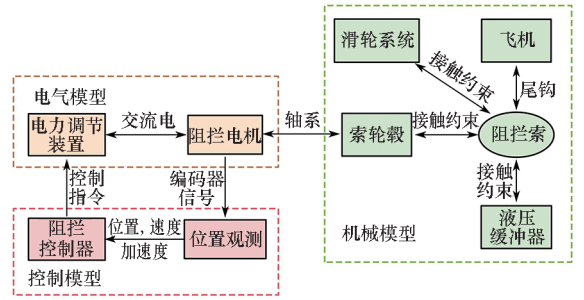 滑轮系统
飞机
接触约束
尾钩
电气模型
电力调节
装置
交流电
阻拦电机
轴系
索轮毂
接触约束
阻拦索
控制
指令
编码器
信号
接触
约束
阻拦
控制器
位置,速度
加速度
位置观测
液压
缓冲器
控制模型
机械模型